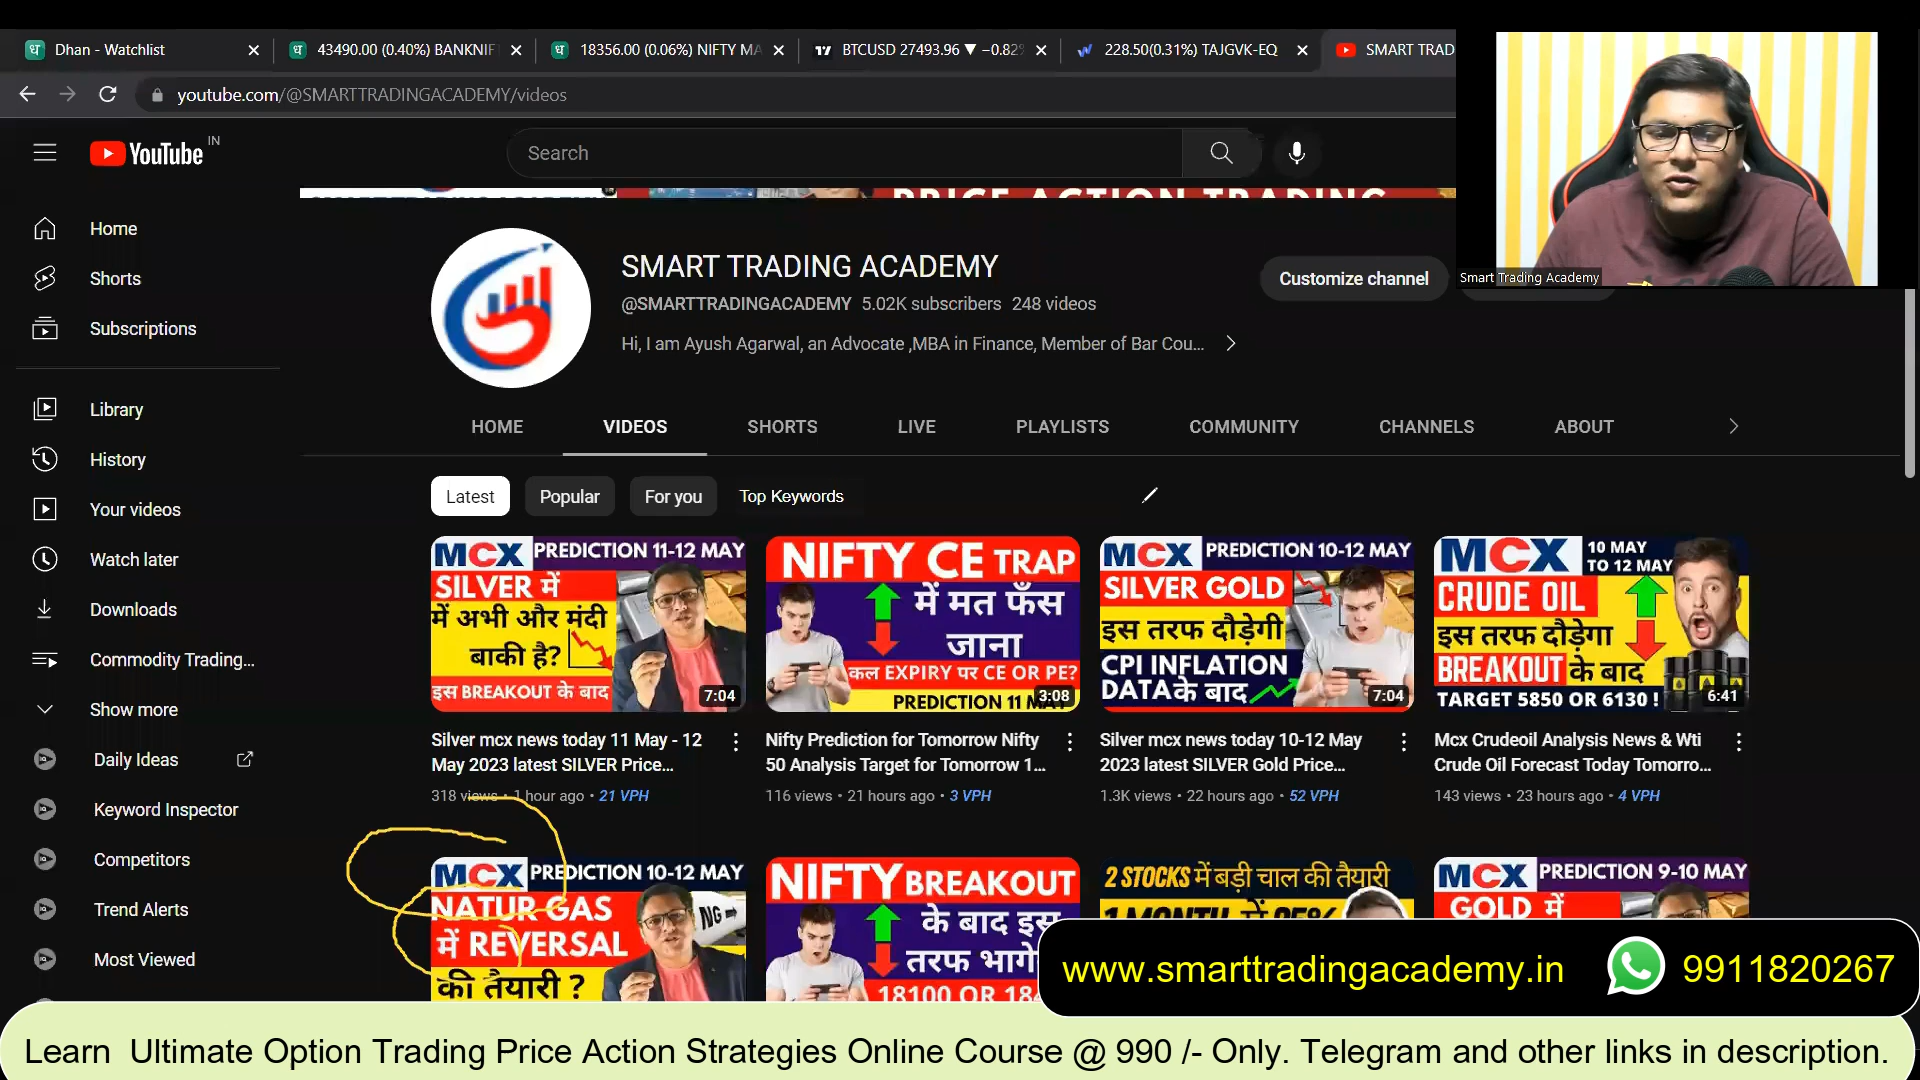 Dhan - Watchlist
43490.00 (0.40%) BANKNIF
18356.00 (0.06%) NIFTY MA
BTCUSD 27493.96 ▼ −0.82%
228.50(0.31%) TAJGVK-EQ
SMART TRAD
youtube.com/@SMARTTRADINGACADEMY/videos
YouTube IN
Search
PRICE ACTION TRADING
Smart Trading Academy
Home
Shorts
Subscriptions
Library
History
Your videos
Watch later
Downloads
Commodity Trading...
Show more
Daily Ideas
Keyword Inspector
Competitors
Trend Alerts
Most Viewed
SMART TRADING ACADEMY
@SMARTTRADINGACADEMY 5.02K subscribers 248 videos
Hi, I am Ayush Agarwal, an Advocate ,MBA in Finance, Member of Bar Cou...
Customize channel
HOME VIDEOS SHORTS LIVE PLAYLISTS COMMUNITY CHANNELS ABOUT
Latest Popular For you Top Keywords
MCX PREDICTION 11-12 MAY
SILVER में
में अभी और मंदी
बाकी है?
इस BREAKOUT के बाद
7:04
Silver mcx news today 11 May - 12
May 2023 latest SILVER Price...
318 views • 1 hour ago • 21 VPH
NIFTY CE TRAP
में मत फँस
जाना
कल EXPIRY पर CE OR PE?
PREDICTION 11 MAY
3:08
Nifty Prediction for Tomorrow Nifty
50 Analysis Target for Tomorrow 1...
116 views • 21 hours ago • 3 VPH
MCX PREDICTION 10-12 MAY
SILVER GOLD
इस तरफ दौड़ेगी
CPI INFLATION
DATA के बाद
7:04
Silver mcx news today 10-12 May
2023 latest SILVER Gold Price...
1.3K views • 22 hours ago • 52 VPH
MCX 10 MAY
TO 12 MAY
CRUDE OIL
इस तरफ दौड़ेगा
BREAKOUT के बाद
TARGET 5850 OR 6130 !
6:41
Mcx Crudeoil Analysis News & Wti
Crude Oil Forecast Today Tomorro...
143 views • 23 hours ago • 4 VPH
MCX PREDICTION 10-12 MAY
NATUR GAS
में REVERSAL
की तैयारी ?
NG
NIFTY BREAKOUT
के बाद इस
तरफ भागे
18100 OR 18
2 STOCKS में बड़ी चाल की तैयारी
MCX PREDICTION 9-10 MAY
GOLD में
www.smarttradingacademy.in 9911820267
Learn Ultimate Option Trading Price Action Strategies Online Course @ 990 /- Only. Telegram and other links in description.